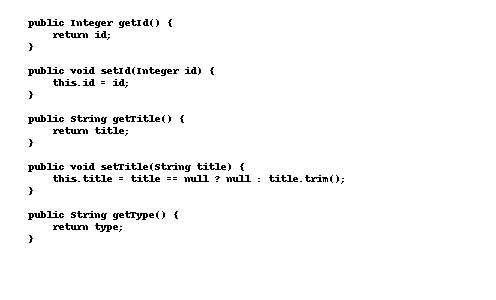 public Integer getId() {
    return id;
}

public void setId(Integer id) {
    this.id = id;
}

public String getTitle() {
    return title;
}

public void setTitle(String title) {
    this.title = title == null ? null : title.trim();
}

public String getType() {
    return type;
}